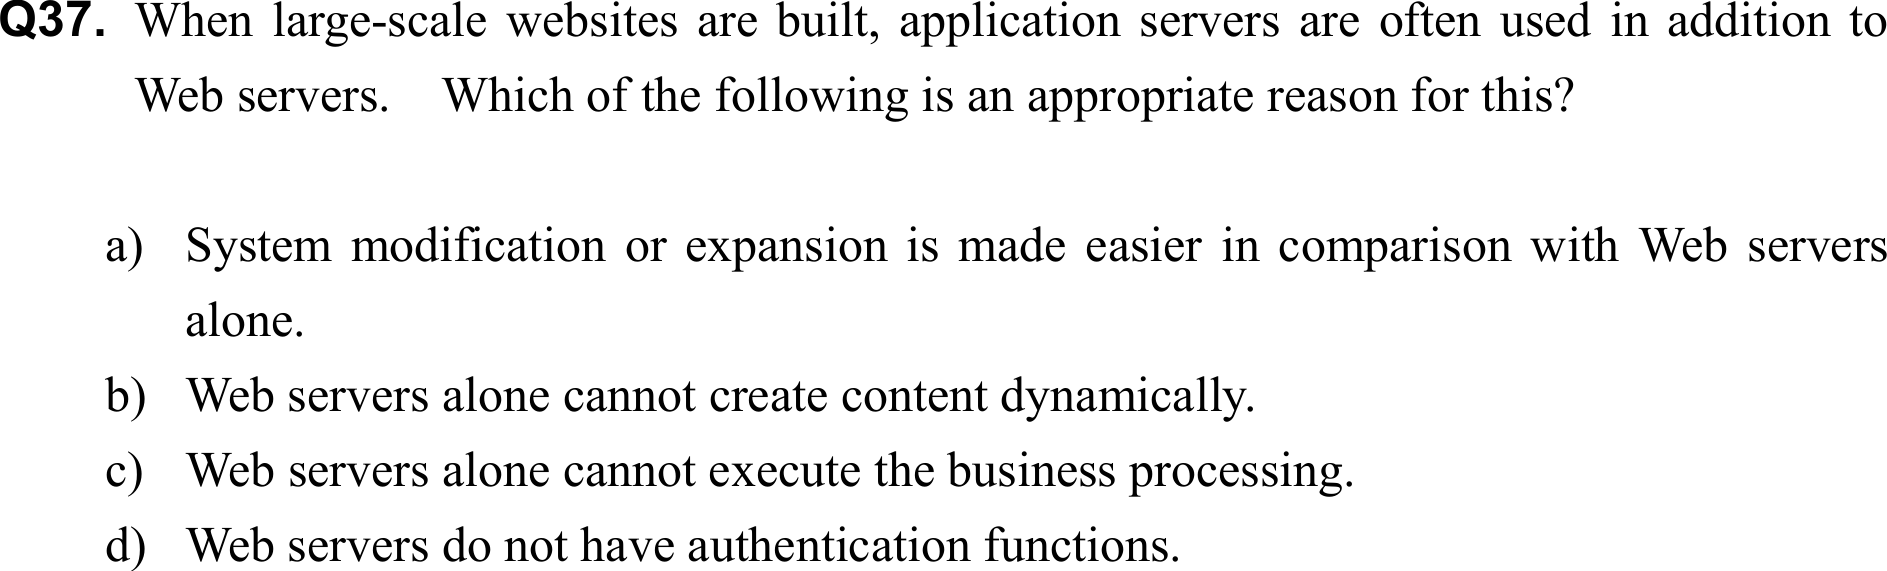 Q37. When large-scale websites are built, application servers are often used in addition to
Web servers. Which of the following is an appropriate reason for this?
a) System modification or expansion is made easier in comparison with Web servers
alone.
b) Web servers alone cannot create content dynamically.
c) Web servers alone cannot execute the business processing.
d) Web servers do not have authentication functions.